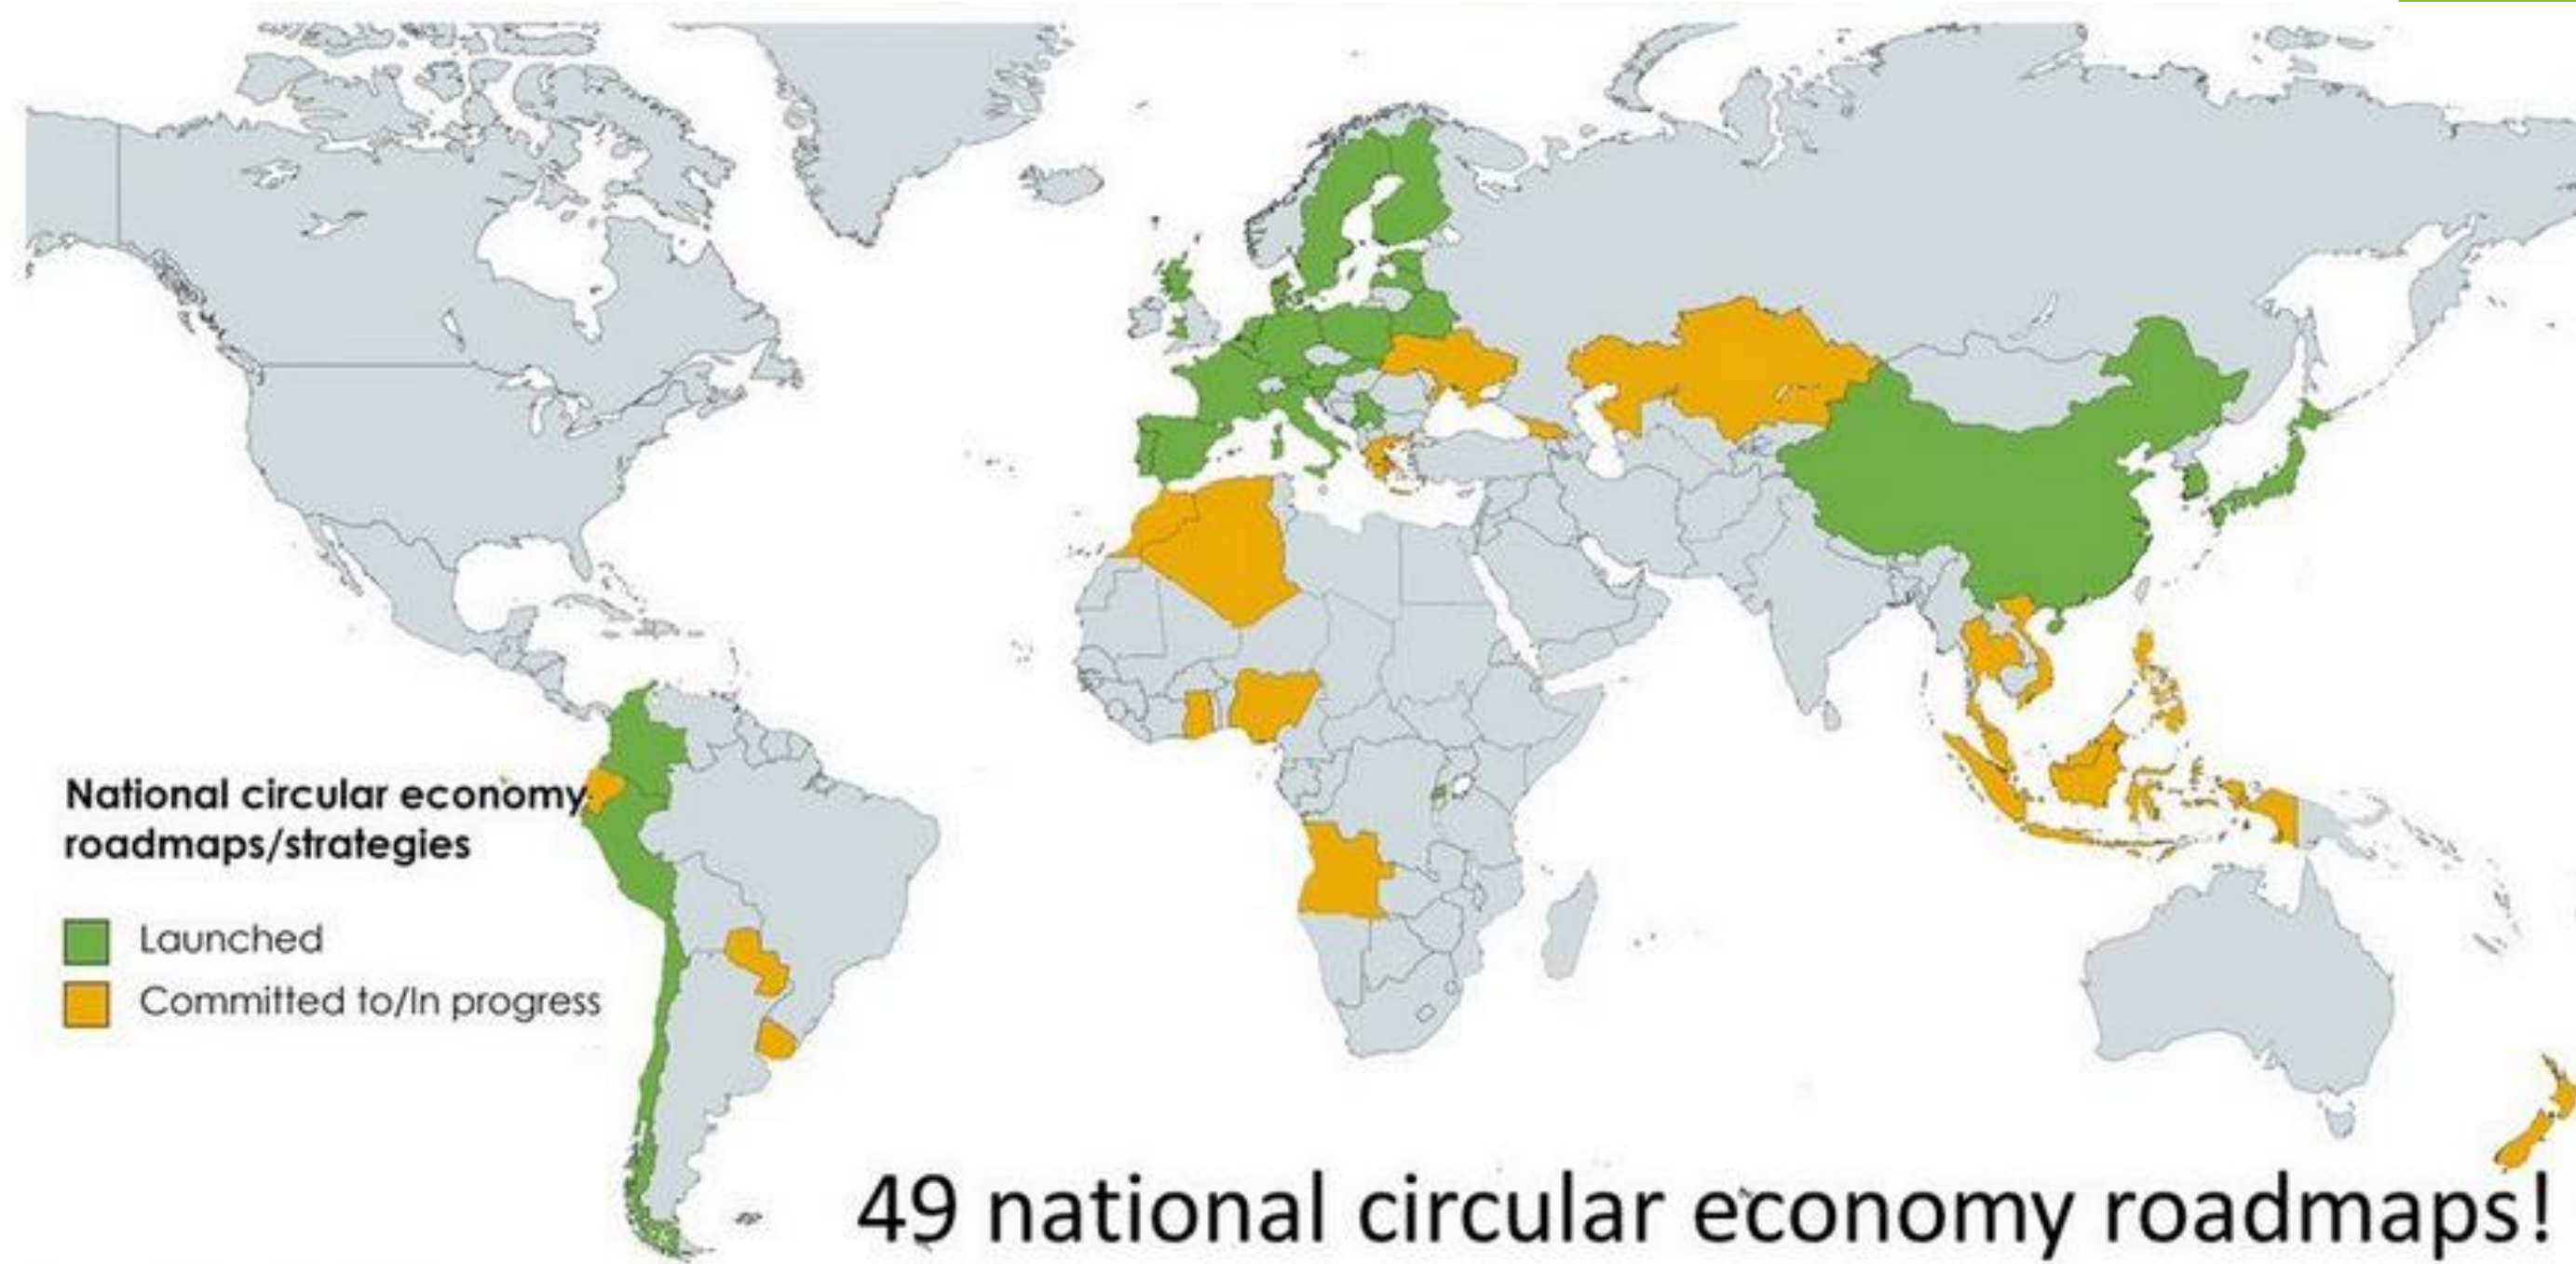 National circular economy
roadmaps/strategies
Launched
Committed to/In progress
49 national circular economy roadmaps!